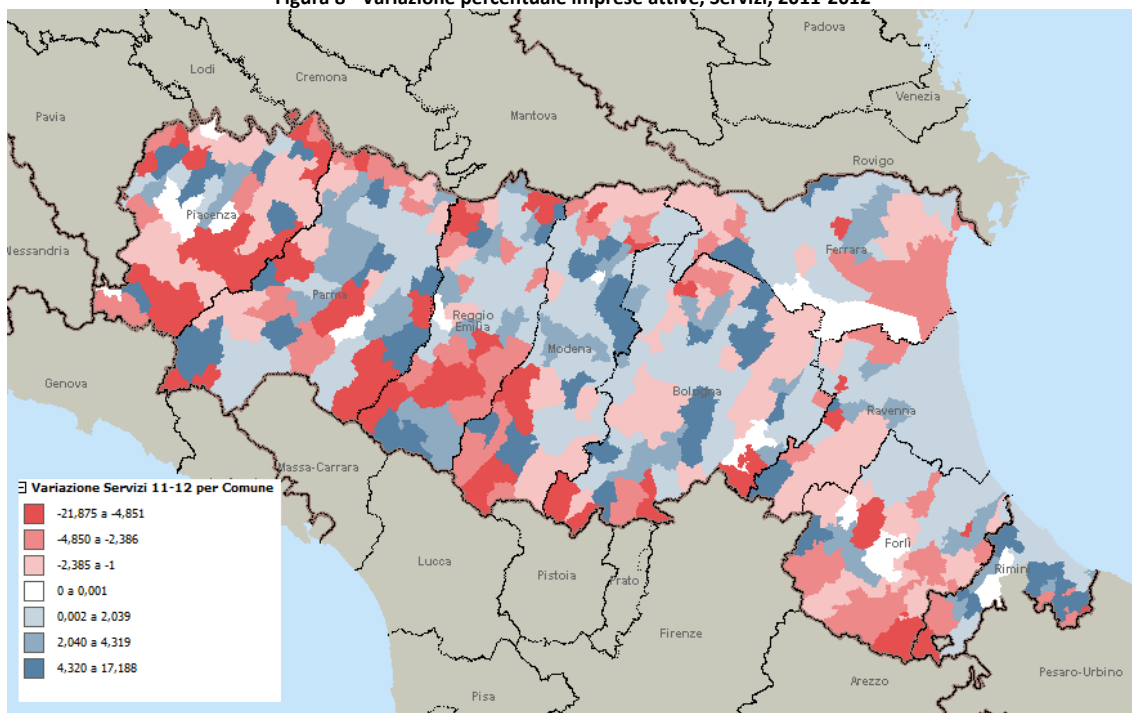 Figura 8 - Variazione percentuale imprese attive, Servizi, 2011-2012
Padova
Lodi
Cremona
Venezia
Pavia
Mantova
Rovigo
Piacenza
Alessandria
Ferrara
Parma
Reggio
Emilia
Modena
Genova
Bologna
Ravenna
Massa-Carrara
Variazione Servizi 11-12 per Comune
-21,875 a -4,851
-4,850 a -2,386
-2,385 a -1
0 a 0,001
0,002 a 2,039
2,040 a 4,319
4,320 a 17,188
Forlì
Lucca
Rimini
Pistoia
Prato
Firenze
Pesaro-Urbino
Arezzo
Pisa